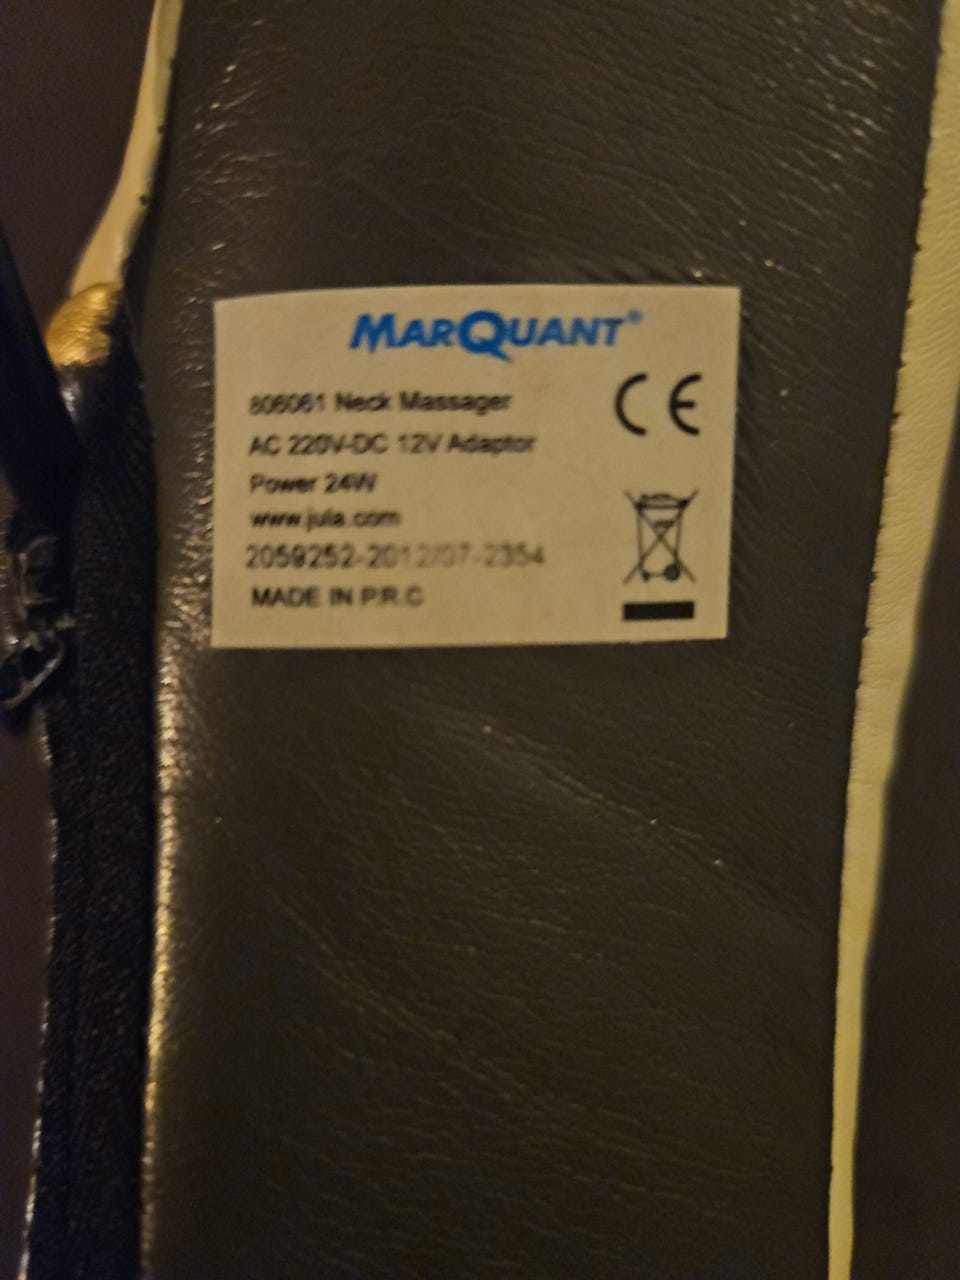 MARQUANT®
806061 Neck Massager
AC 220V-DC 12V Adaptor
Power 24W
www.jula.com
2059252-2012/07-2354
MADE IN P.R.C
CE